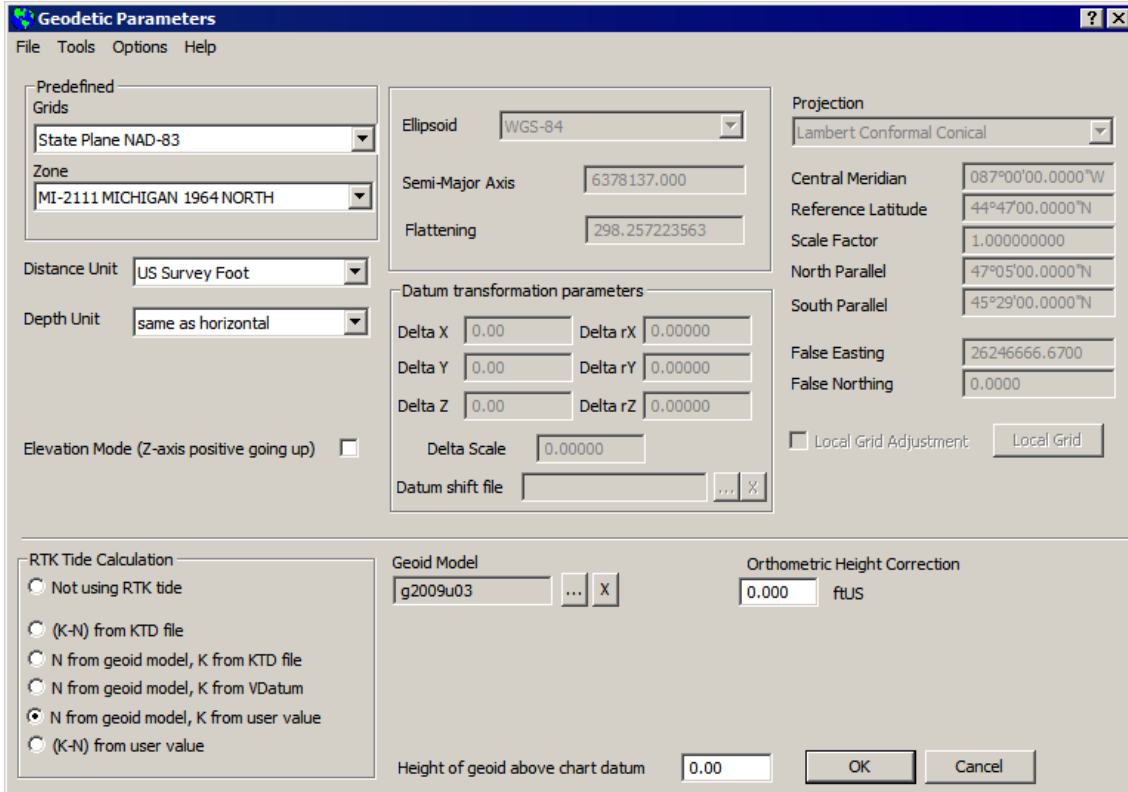 Geodetic Parameters
? X
File Tools Options Help
Predefined
Grids
State Plane NAD-83
Zone
MI-2111 MICHIGAN 1964 NORTH
Distance Unit US Survey Foot
Depth Unit same as horizontal
Elevation Mode (Z-axis positive going up)
Ellipsoid WGS-84
Semi-Major Axis 6378137.000
Flattening 298.257223563
Datum transformation parameters
Delta X 0.00 Delta rX 0.00000
Delta Y 0.00 Delta rY 0.00000
Delta Z 0.00 Delta rZ 0.00000
Delta Scale 0.00000
Datum shift file ... X
Projection
Lambert Conformal Conical
Central Meridian 087°00'00.0000"W
Reference Latitude 44°47'00.0000"N
Scale Factor 1.000000000
North Parallel 47°05'00.0000"N
South Parallel 45°29'00.0000"N
False Easting 26246666.6700
False Northing 0.0000
Local Grid Adjustment Local Grid
RTK Tide Calculation
Not using RTK tide
(K-N) from KTD file
N from geoid model, K from KTD file
N from geoid model, K from VDatum
N from geoid model, K from user value
(K-N) from user value
Geoid Model
g2009u03 ... X
Orthometric Height Correction
0.000 ftUS
Height of geoid above chart datum 0.00
OK Cancel